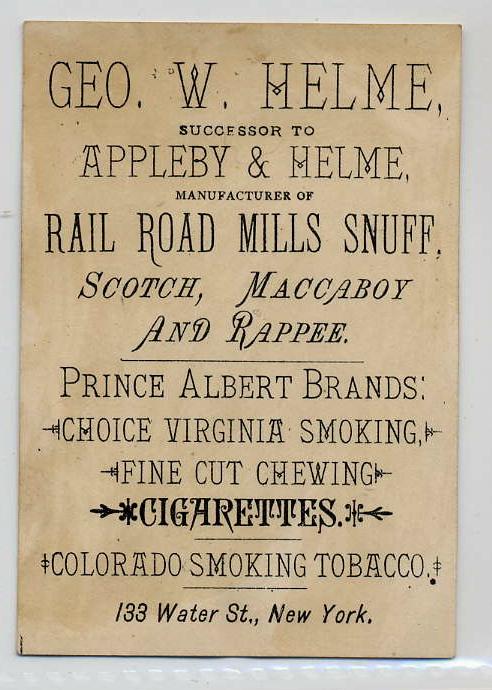 GEO. W. HELME,
SUCCESSOR TO
APPLEBY & HELME,
MANUFACTURER OF
RAIL ROAD MILLS SNUFF.
SCOTCH, MACCABOY
AND RAPPEE.
PRINCE ALBERT BRANDS:
CHOICE VIRGINIA SMOKING,
FINE CUT CHEWING
CIGARETTES.
COLORADO SMOKING TOBACCO.
133 Water St., New York.